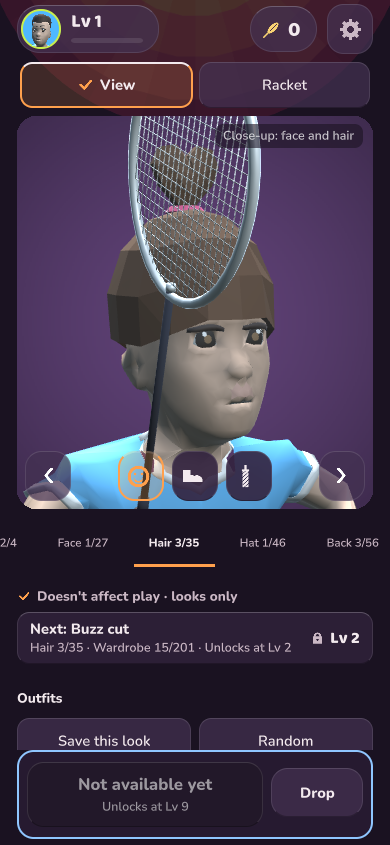 Lv 1
0
View
Racket
Close-up: face and hair
2/4
Face 1/27
Hair 3/35
Hat 1/46
Back 3/56
Doesn't affect play · looks only
Next: Buzz cut
Hair 3/35 · Wardrobe 15/201 · Unlocks at Lv 2
Lv 2
Outfits
Save this look
Random
Not available yet
Unlocks at Lv 9
Drop